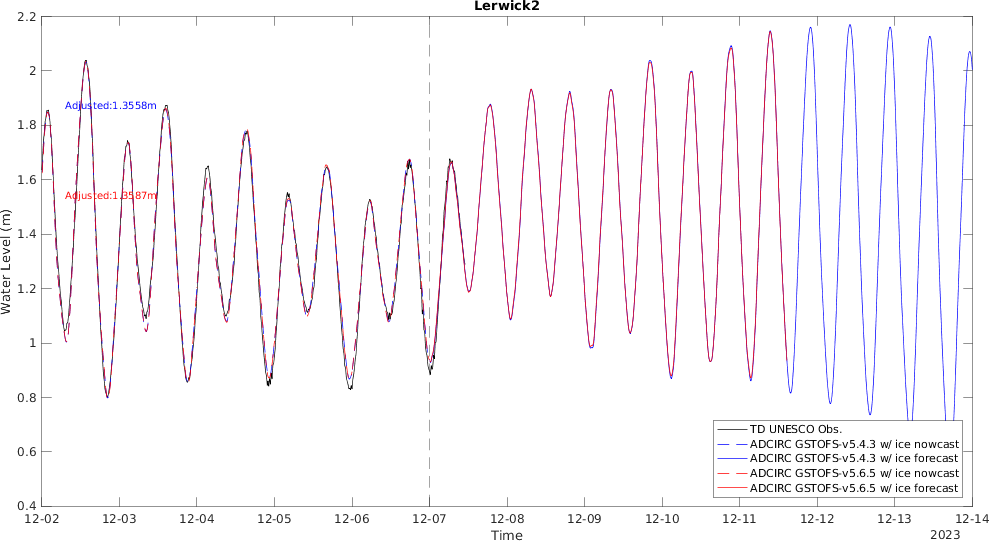 Lerwick2
2.2
2
1.8
1.6
1.4
1.2
1
0.8
0.6
0.4
Water Level (m)
Adjusted:1.3558m
Adjusted:1.3587m
TD UNESCO Obs.
ADCIRC GSTOFS-v5.4.3 w/ ice nowcast
ADCIRC GSTOFS-v5.4.3 w/ ice forecast
ADCIRC GSTOFS-v5.6.5 w/ ice nowcast
ADCIRC GSTOFS-v5.6.5 w/ ice forecast
12-02 12-03 12-04 12-05 12-06 12-07 12-08 12-09 12-10 12-11 12-12 12-13 12-14
Time
2023